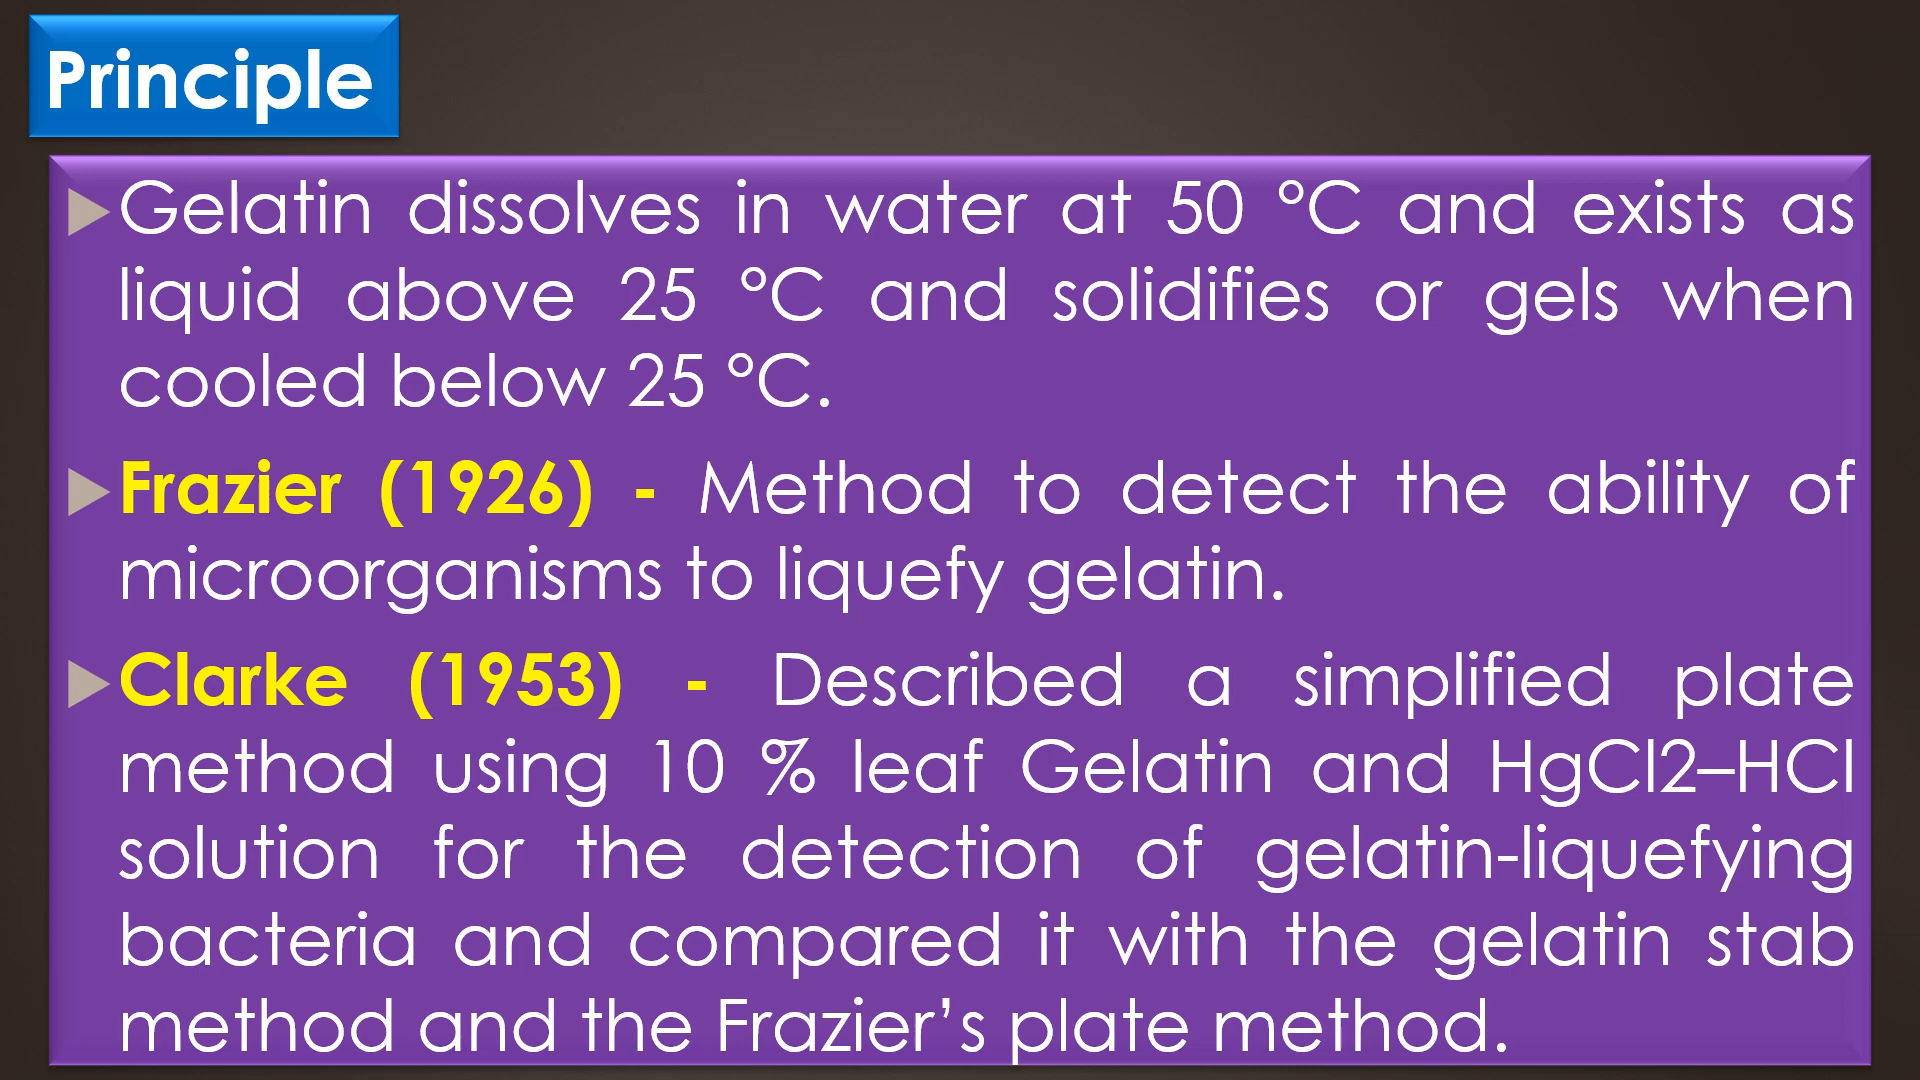 Principle
Gelatin dissolves in water at 50 °C and exists as
liquid above 25 °C and solidifies or gels when
cooled below 25 °C.
Frazier (1926) - Method to detect the ability of
microorganisms to liquefy gelatin.
Clarke (1953) - Described a simplified plate
method using 10 % leaf Gelatin and HgCl2–HCl
solution for the detection of gelatin-liquefying
bacteria and compared it with the gelatin stab
method and the Frazier’s plate method.